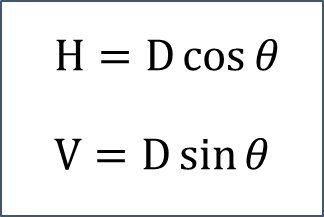 H = D cos θ
V = D sin θ